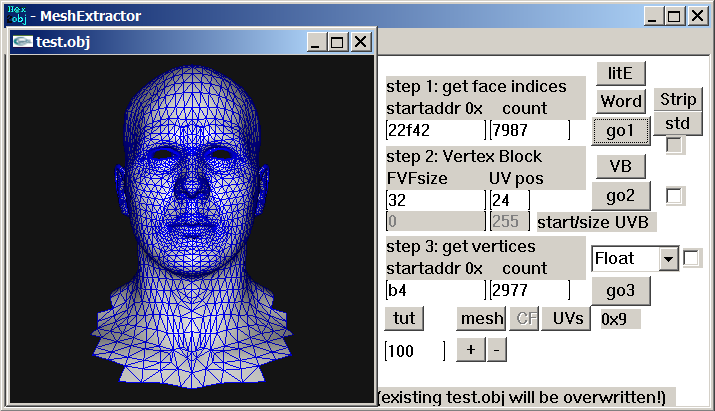 Hex
obj - MeshExtractor
test.obj
litE
step 1: get face indices
startaddr 0x count
Word Strip
22f42 7987 go1 std
step 2: Vertex Block
VB
FVFsize UV pos
32 24 go2
0 255 start/size UVB
step 3: get vertices
startaddr 0x count
Float
b4 2977 go3
tut mesh CF UVs 0x9
100 + -
(existing test.obj will be overwritten!)